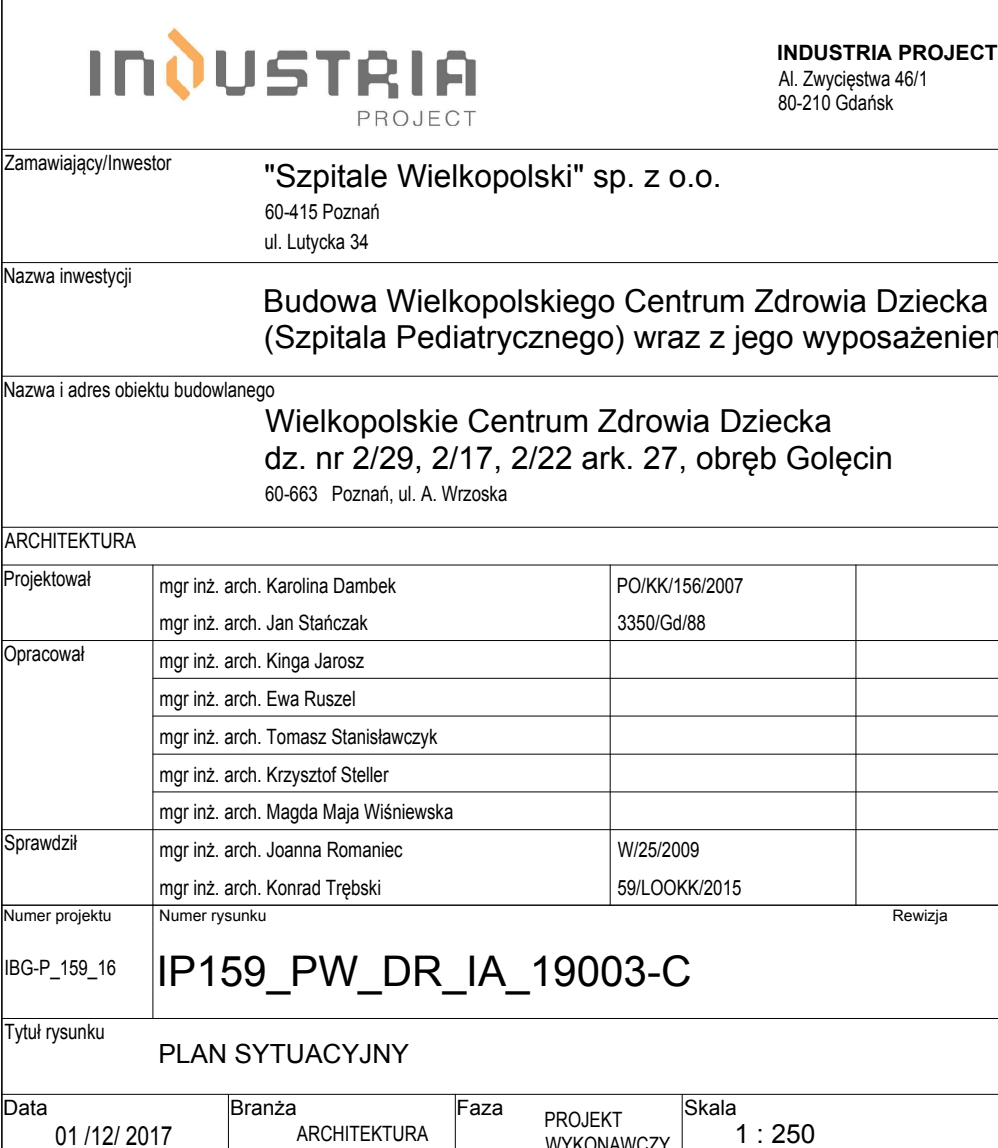 INDUSTRIA
PROJECT
INDUSTRIA PROJECT
Al. Zwycięstwa 46/1
80-210 Gdańsk
Zamawiający/Inwestor
"Szpitale Wielkopolski" sp. z o.o.
60-415 Poznań
ul. Lutycka 34
Nazwa inwestycji
Budowa Wielkopolskiego Centrum Zdrowia Dziecka
(Szpitala Pediatrycznego) wraz z jego
Nazwa i adres obiektu budowlanego
Wielkopolskie Centrum Zdrowia Dziecka
dz. nr 2/29, 2/17, 2/22 ark. 27, obręb Golęcin
60-663 Poznań, ul. A. Wrzoska
ARCHITEKTURA
Projektował
mgr inż. arch. Karolina Dambek PO/KK/156/2007
mgr inż. arch. Jan Stańczak 3350/Gd/88
Opracował
mgr inż. arch. Kinga Jarosz
mgr inż. arch. Ewa Ruszel
mgr inż. arch. Tomasz Stanisławczyk
mgr inż. arch. Krzysztof Steller
mgr inż. arch. Magda Maja Wiśniewska
Sprawdził
mgr inż. arch. Joanna Romaniec W/25/2009
mgr inż. arch. Konrad Trębski 59/LOOKK/2015
Numer projektu Numer rysunku Rewizja
IBG-P_159_16 IP159_PW_DR_IA_19003-C
Tytuł rysunku
PLAN SYTUACYJNY
Data Branża Faza Skala
01 /12/ 2017 ARCHITEKTURA PROJEKT WYKONAWCZY 1 : 250